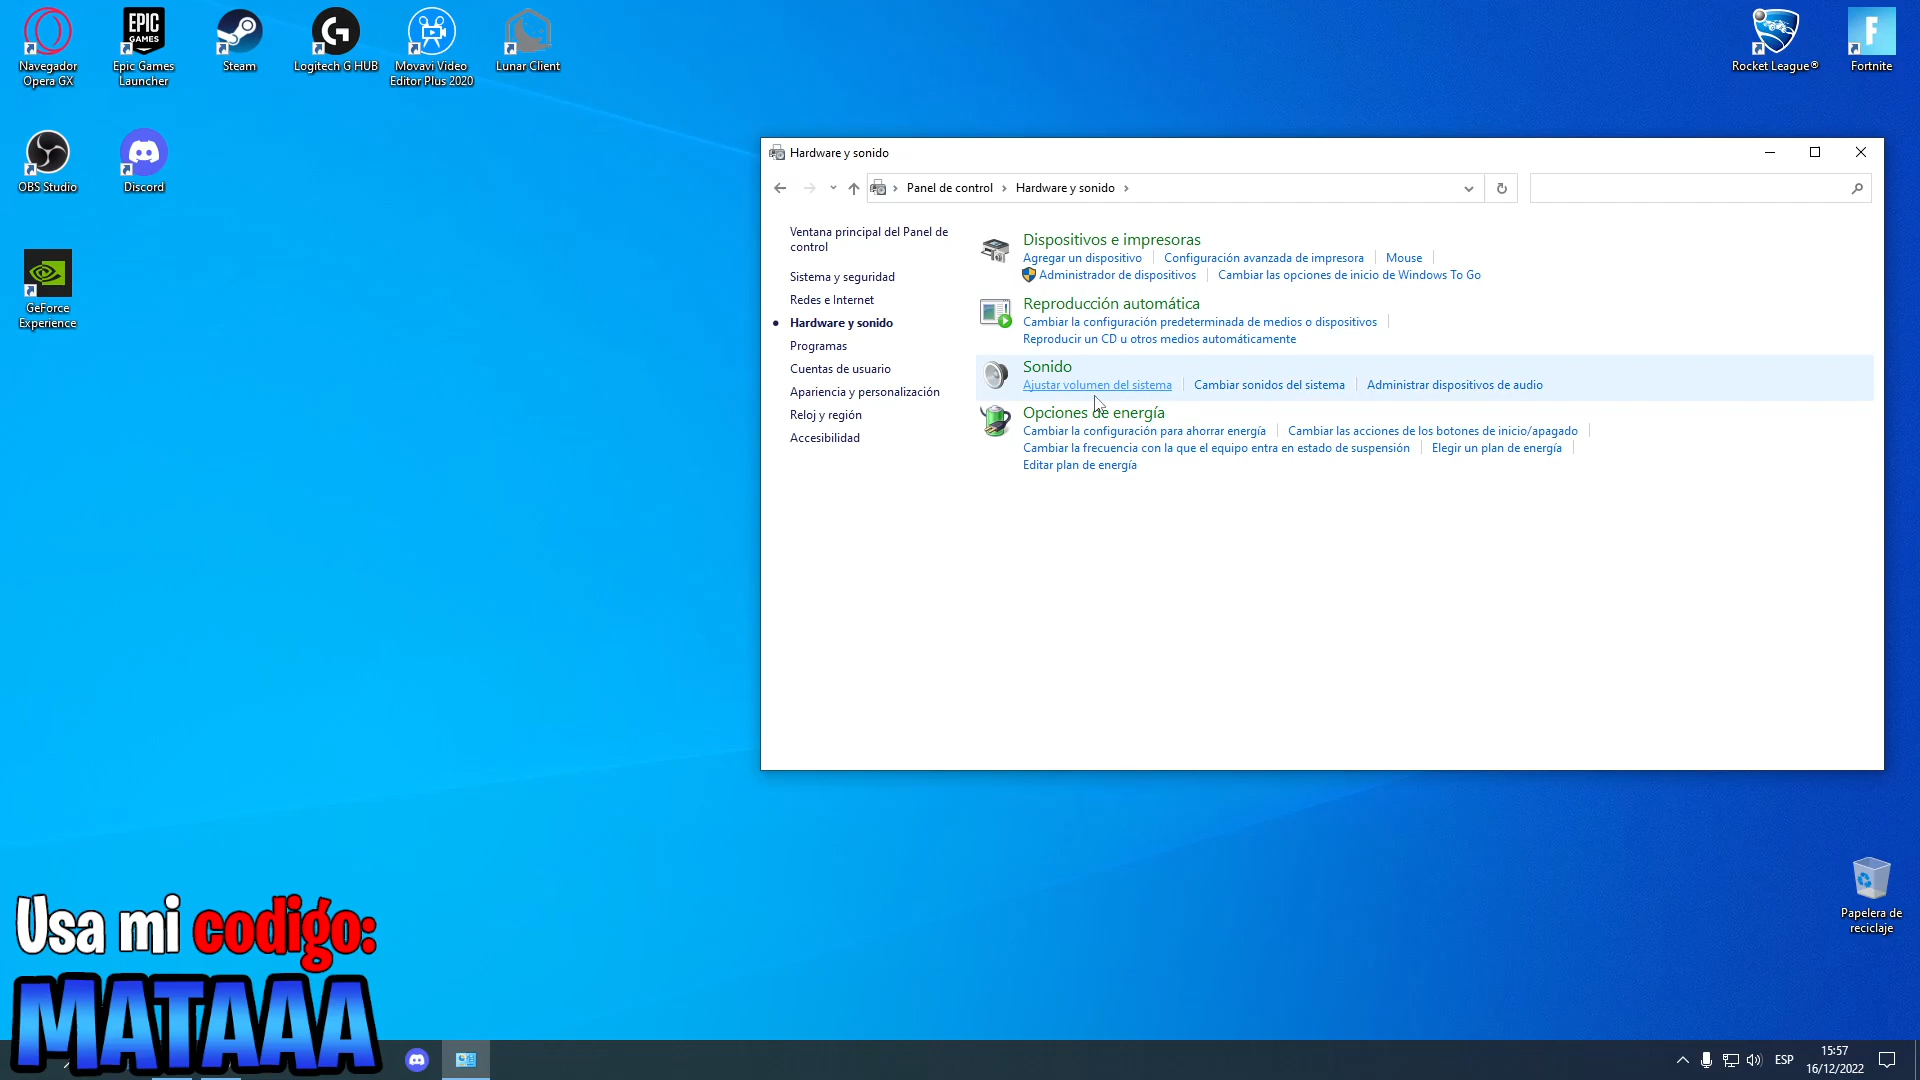 Navegador
Opera GX
EPIC
GAMES
Epic Games
Launcher
Steam
Logitech G HUB
Movavi Video
Editor Plus 2020
Lunar Client
Rocket League®
Fortnite
OBS Studio
Discord
GeForce
Experience
Hardware y sonido
Panel de control
Hardware y sonido
Ventana principal del Panel de
control
Sistema y seguridad
Redes e Internet
Hardware y sonido
Programas
Cuentas de usuario
Apariencia y personalización
Reloj y región
Accesibilidad
Dispositivos e impresoras
Agregar un dispositivo
Configuración avanzada de impresora
Mouse
Administrador de dispositivos
Cambiar las opciones de inicio de Windows To Go
Reproducción automática
Cambiar la configuración predeterminada de medios o dispositivos
Reproducir un CD u otros medios automáticamente
Sonido
Ajustar volumen del sistema
Cambiar sonidos del sistema
Administrar dispositivos de audio
Opciones de energía
Cambiar la configuración para ahorrar energía
Cambiar las acciones de los botones de inicio/apagado
Cambiar la frecuencia con la que el equipo entra en estado de suspensión
Elegir un plan de energía
Editar plan de energía
Papelera de
reciclaje
Usa mi codigo:
MATAAA
ESP
15:57
16/12/2022